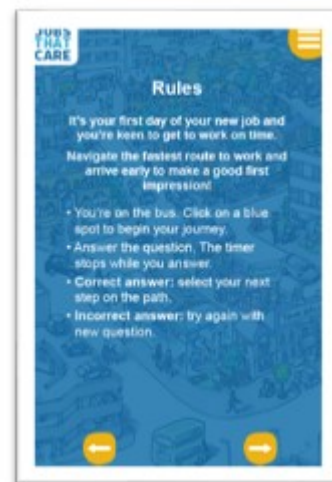 JOBS
THAT
CARE
Rules
It's your first day of your new job and
you're keen to get to work on time.
Navigate the fastest route to work and
arrive early to make a good first
impression!
• You're on the bus. Click on a blue
spot to begin your journey.
• Answer the question. The timer
stops while you answer.
• Correct answer: select your next
step on the path.
• Incorrect answer: try again with
new question.